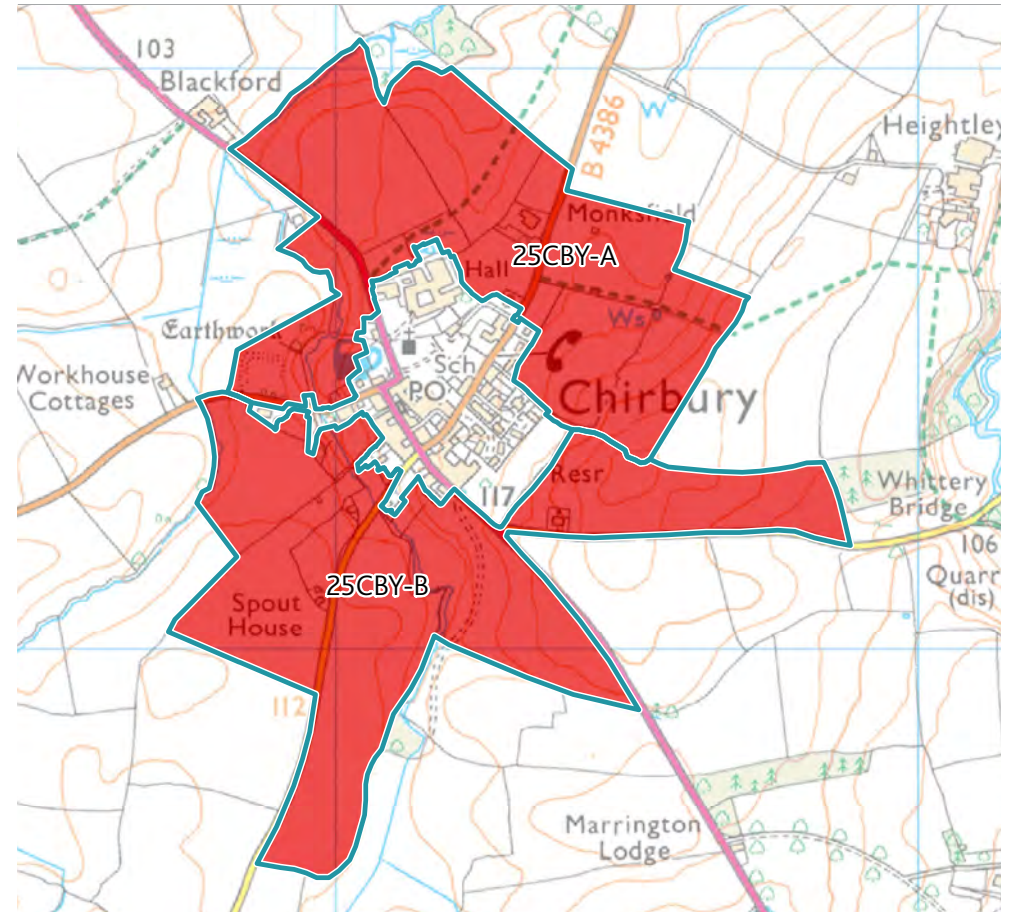 103
Blackford
B 4386
W
Heightley
Monksfield
25CBY-A
Hall
Ws
Earthwork
Sch
Workhouse
Cottages
PO
Chirbury
Resr
117
Whittery
Bridge
106
Quarr
(dis)
25CBY-B
Spout
House
112
Marrington
Lodge